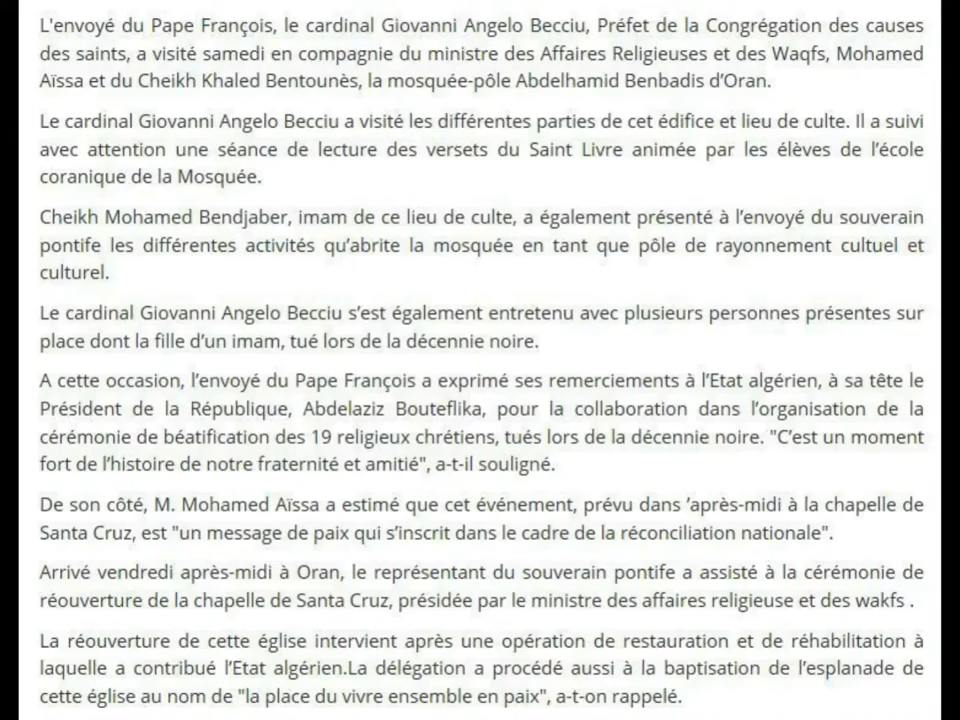 L'envoyé du Pape François, le cardinal Giovanni Angelo Becciu, Préfet de la Congrégation des causes
des saints, a visité samedi en compagnie du ministre des Affaires Religieuses et des Waqfs, Mohamed
Aïssa et du Cheikh Khaled Bentounès, la mosquée-pôle Abdelhamid Benbadis d’Oran.
Le cardinal Giovanni Angelo Becciu a visité les différentes parties de cet édifice et lieu de culte. Il a suivi
avec attention une séance de lecture des versets du Saint Livre animée par les élèves de l’école
coranique de la Mosquée.
Cheikh Mohamed Bendjaber, imam de ce lieu de culte, a également présenté à l’envoyé du souverain
pontife les différentes activités qu’abrite la mosquée en tant que pôle de rayonnement cultuel et
culturel.
Le cardinal Giovanni Angelo Becciu s’est également entretenu avec plusieurs personnes présentes sur
place dont la fille d’un imam, tué lors de la décennie noire.
A cette occasion, l’envoyé du Pape François a exprimé ses remerciements à l’Etat algérien, à sa tête le
Président de la République, Abdelaziz Bouteflika, pour la collaboration dans l’organisation de la
cérémonie de béatification des 19 religieux chrétiens, tués lors de la décennie noire. "C’est un moment
fort de l’histoire de notre fraternité et amitié", a-t-il souligné.
De son côté, M. Mohamed Aïssa a estimé que cet événement, prévu dans ’après-midi à la chapelle de
Santa Cruz, est "un message de paix qui s’inscrit dans le cadre de la réconciliation nationale".
Arrivé vendredi après-midi à Oran, le représentant du souverain pontife a assisté à la cérémonie de
réouverture de la chapelle de Santa Cruz, présidée par le ministre des affaires religieuse et des wakfs .
La réouverture de cette église intervient après une opération de restauration et de réhabilitation à
laquelle a contribué l’Etat algérien.La délégation a procédé aussi à la baptisation de l’esplanade de
cette église au nom de "la place du vivre ensemble en paix", a-t-on rappelé.